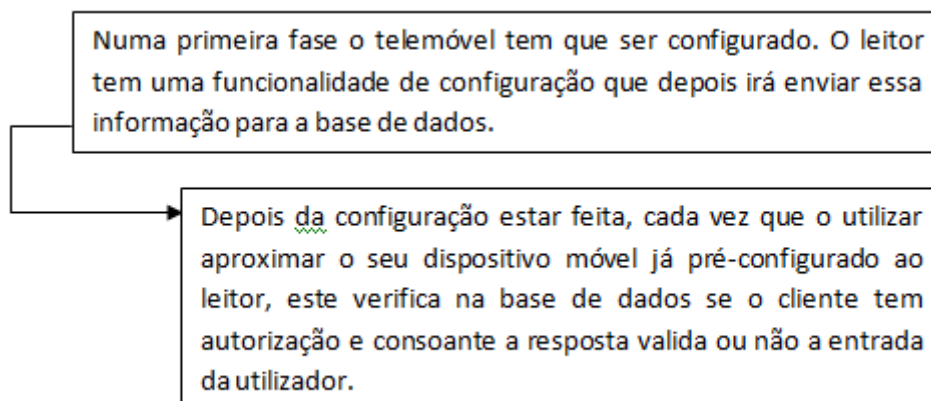 Numa primeira fase o telemóvel tem que ser configurado. O leitor
tem uma funcionalidade de configuração que depois irá enviar essa
informação para a base de dados.
Depois da configuração estar feita, cada vez que o utilizar
aproximar o seu dispositivo móvel já pré-configurado ao
leitor, este verifica na base de dados se o cliente tem
autorização e consoante a resposta valida ou não a entrada
da utilizador.